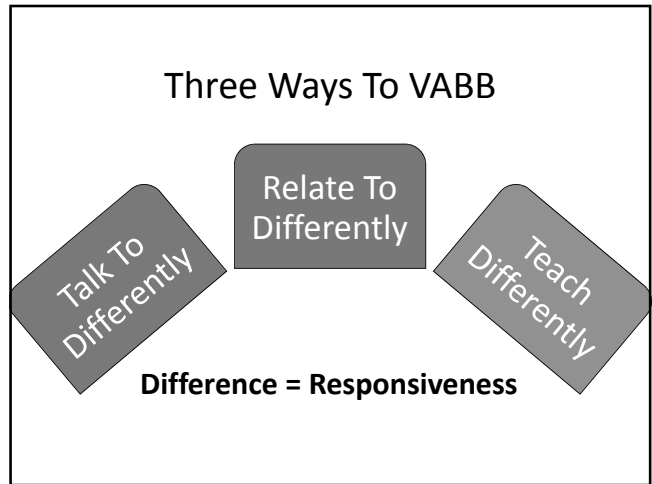 Three Ways To VABB
Talk To
Differently
Relate To
Differently
Teach
Differently
Difference = Responsiveness